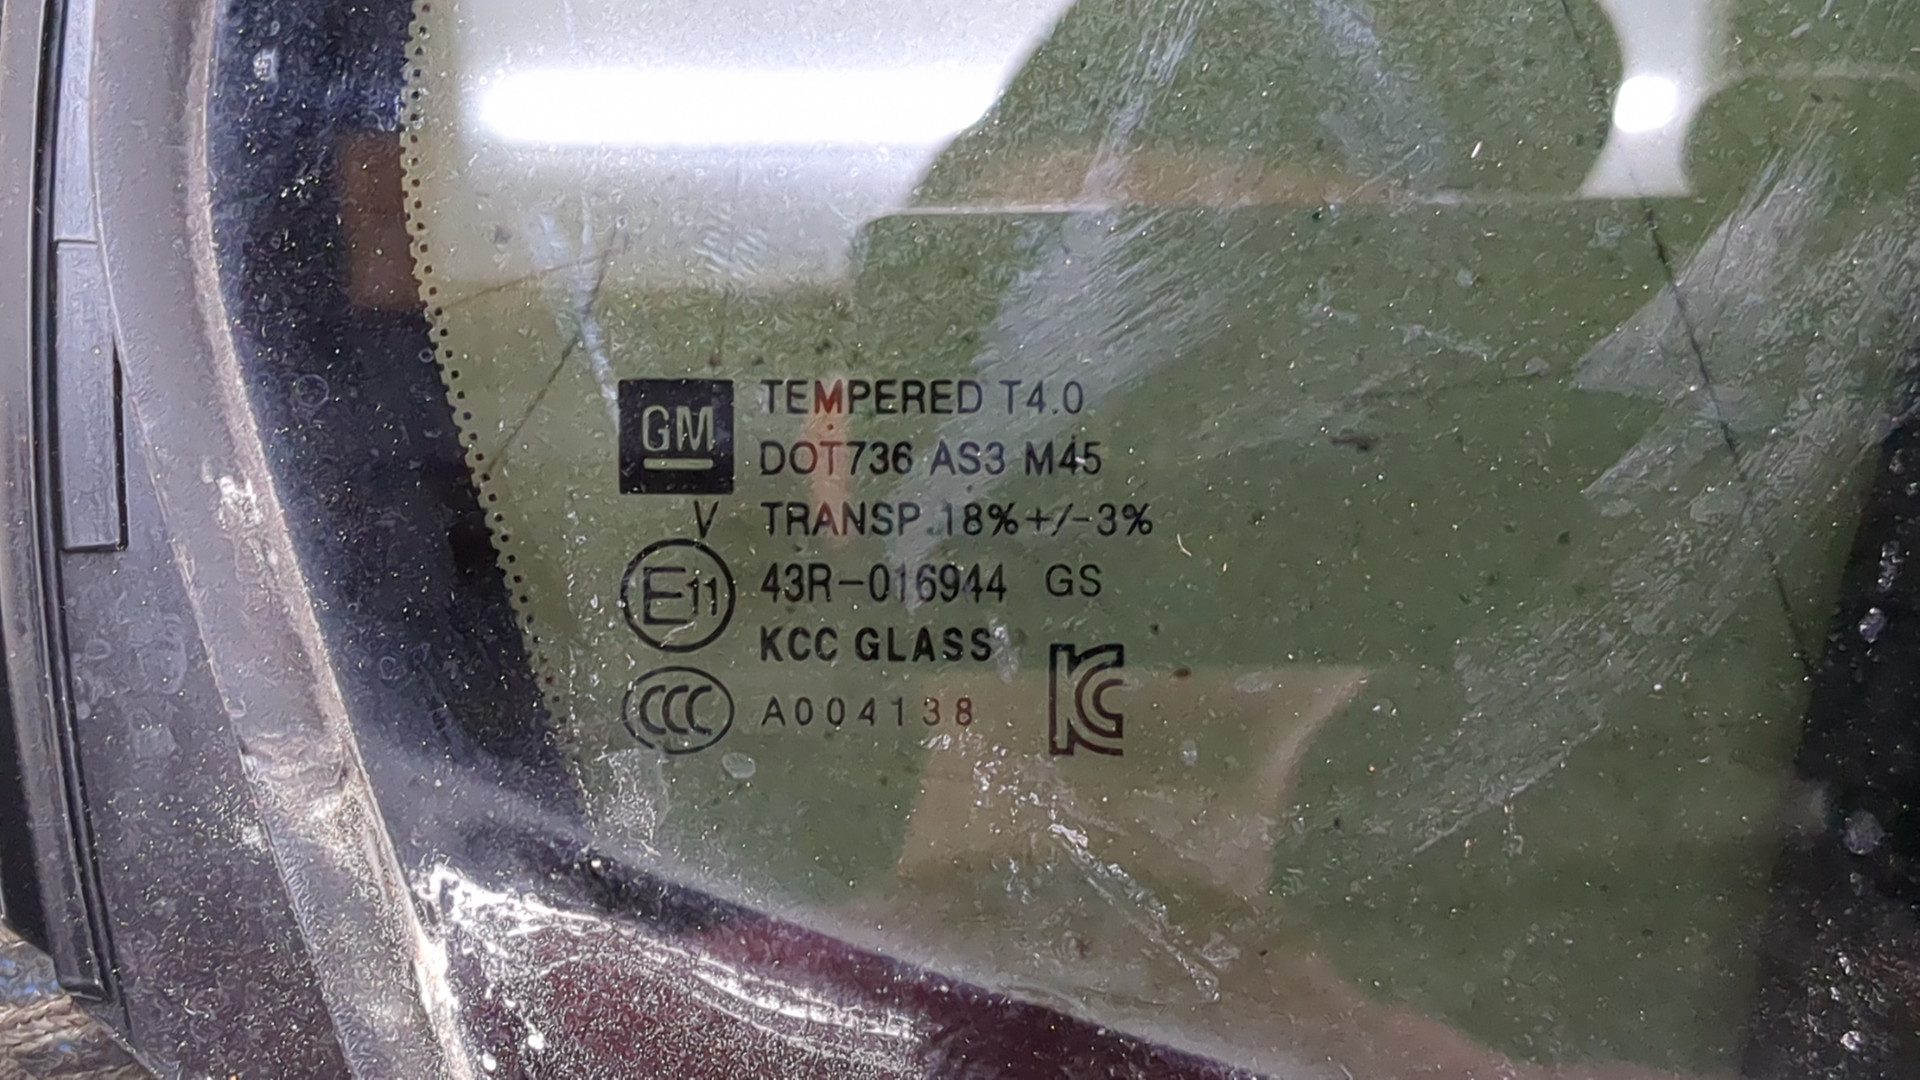 GM TEMPERED T4.0
DOT736 AS3 M45
V TRANSP.18%+/-3%
E11 43R-016944 GS
KCC GLASS
CCC A004138 KC